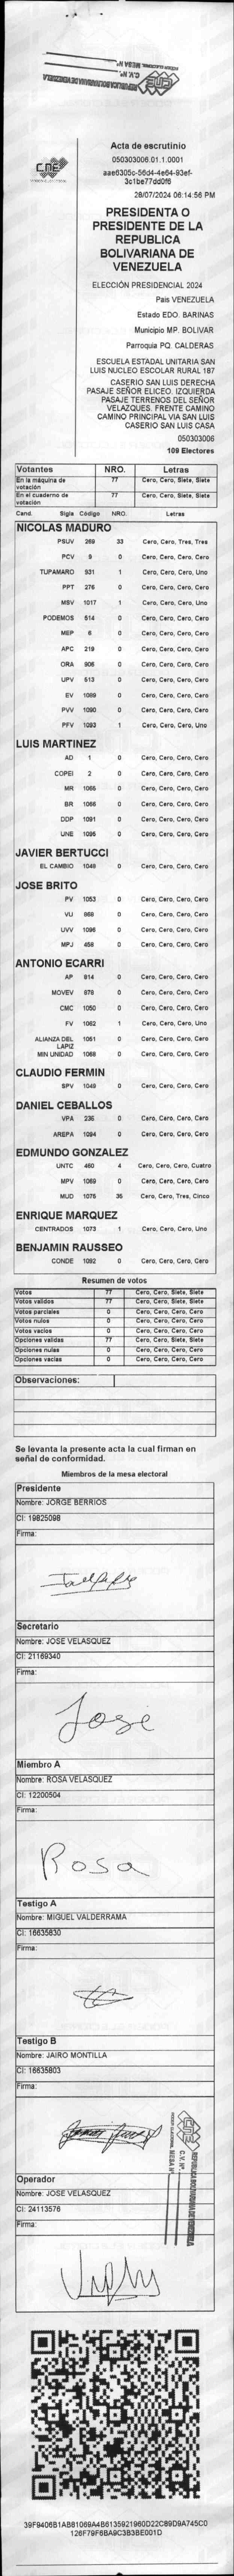 REPUBLICA BOLIVARIANA DE VENEZUELA
C.V. Nº
PODER ELECTORAL MESA Nº
CNE
Acta de escrutinio
050303006.01.1.0001
28/07/2024 06:14:56 PM
PRESIDENTA O
PRESIDENTE DE LA
REPUBLICA
BOLIVARIANA DE
VENEZUELA
ELECCIÓN PRESIDENCIAL 2024
Pais VENEZUELA
Estado EDO. BARINAS
Municipio MP. BOLIVAR
Parroquia PQ. CALDERAS
ESCUELA ESTADAL UNITARIA SAN
LUIS NUCLEO ESCOLAR RURAL 187
CASERIO SAN LUIS DERECHA
PASAJE SEÑOR ELICEO. IZQUIERDA
PASAJE TERRENOS DEL SEÑOR
VELAZQUES. FRENTE CAMINO
CAMINO PRINCIPAL VIA SAN LUIS
CASERIO SAN LUIS CASA
050303006
109 Electores
Votantes NRO. Letras
En la máquina de votación 77 Cero, Cero, Siete, Siete
En el cuaderno de votación 77 Cero, Cero, Siete, Siete
Cand. Sigla Código NRO. Letras
NICOLAS MADURO
PSUV 269 33 Cero, Cero, Tres, Tres
PCV 9 0 Cero, Cero, Cero, Cero
TUPAMARO 931 1 Cero, Cero, Cero, Uno
PPT 276 0 Cero, Cero, Cero, Cero
MSV 1017 1 Cero, Cero, Cero, Uno
PODEMOS 514 0 Cero, Cero, Cero, Cero
MEP 6 0 Cero, Cero, Cero, Cero
APC 219 0 Cero, Cero, Cero, Cero
ORA 906 0 Cero, Cero, Cero, Cero
UPV 513 0 Cero, Cero, Cero, Cero
EV 1089 0 Cero, Cero, Cero, Cero
PVV 1090 0 Cero, Cero, Cero, Cero
PFV 1093 1 Cero, Cero, Cero, Uno
LUIS MARTINEZ
AD 1 0 Cero, Cero, Cero, Cero
COPEI 2 0 Cero, Cero, Cero, Cero
MR 1065 0 Cero, Cero, Cero, Cero
BR 1066 0 Cero, Cero, Cero, Cero
DDP 1091 0 Cero, Cero, Cero, Cero
UNE 1095 0 Cero, Cero, Cero, Cero
JAVIER BERTUCCI
EL CAMBIO 1048 0 Cero, Cero, Cero, Cero
JOSE BRITO
PV 1053 0 Cero, Cero, Cero, Cero
VU 868 0 Cero, Cero, Cero, Cero
UVV 1096 0 Cero, Cero, Cero, Cero
MPJ 458 0 Cero, Cero, Cero, Cero
ANTONIO ECARRI
AP 814 0 Cero, Cero, Cero, Cero
MOVEV 878 0 Cero, Cero, Cero, Cero
CMC 1050 0 Cero, Cero, Cero, Cero
FV 1062 1 Cero, Cero, Cero, Uno
ALIANZA DEL LAPIZ 1051 0 Cero, Cero, Cero, Cero
MIN UNIDAD 1068 0 Cero, Cero, Cero, Cero
CLAUDIO FERMIN
SPV 1049 0 Cero, Cero, Cero, Cero
DANIEL CEBALLOS
VPA 236 0 Cero, Cero, Cero, Cero
AREPA 1094 0 Cero, Cero, Cero, Cero
EDMUNDO GONZALEZ
UNTC 460 4 Cero, Cero, Cero, Cuatro
MPV 1069 0 Cero, Cero, Cero, Cero
MUD 1075 35 Cero, Cero, Tres, Cinco
ENRIQUE MARQUEZ
CENTRADOS 1073 1 Cero, Cero, Cero, Uno
BENJAMIN RAUSSEO
CONDE 1092 0 Cero, Cero, Cero, Cero
Resumen de votos
Votos 77 Cero, Cero, Siete, Siete
Votos validos 77 Cero, Cero, Siete, Siete
Votos parciales 0 Cero, Cero, Cero, Cero
Votos nulos 0 Cero, Cero, Cero, Cero
Votos vacios 0 Cero, Cero, Cero, Cero
Opciones validas 77 Cero, Cero, Siete, Siete
Opciones nulas 0 Cero, Cero, Cero, Cero
Opciones vacias 0 Cero, Cero, Cero, Cero
Observaciones:
Se levanta la presente acta la cual firman en
señal de conformidad.
Miembros de la mesa electoral
Presidente
Nombre: JORGE BERRIOS
CI: 19825098
Firma:
Secretario
Nombre: JOSE VELASQUEZ
CI: 21169340
Firma:
Jose
Miembro A
Nombre: ROSA VELASQUEZ
CI: 12200504
Firma:
Rosa
Testigo A
Nombre: MIGUEL VALDERRAMA
CI: 16635830
Firma:
Testigo B
Nombre: JAIRO MONTILLA
CI: 16635803
Firma:
REPUBLICA BOLIVARIANA DE VENEZUELA
CNE
C.V. Nº
PODER ELECTORAL MESA Nº
Operador
Nombre: JOSE VELASQUEZ
CI: 24113576
Firma:
39F9406B1AB81069A4B6135921960D22C89D9A745C0
126F79F6BA9C3B3BE001D